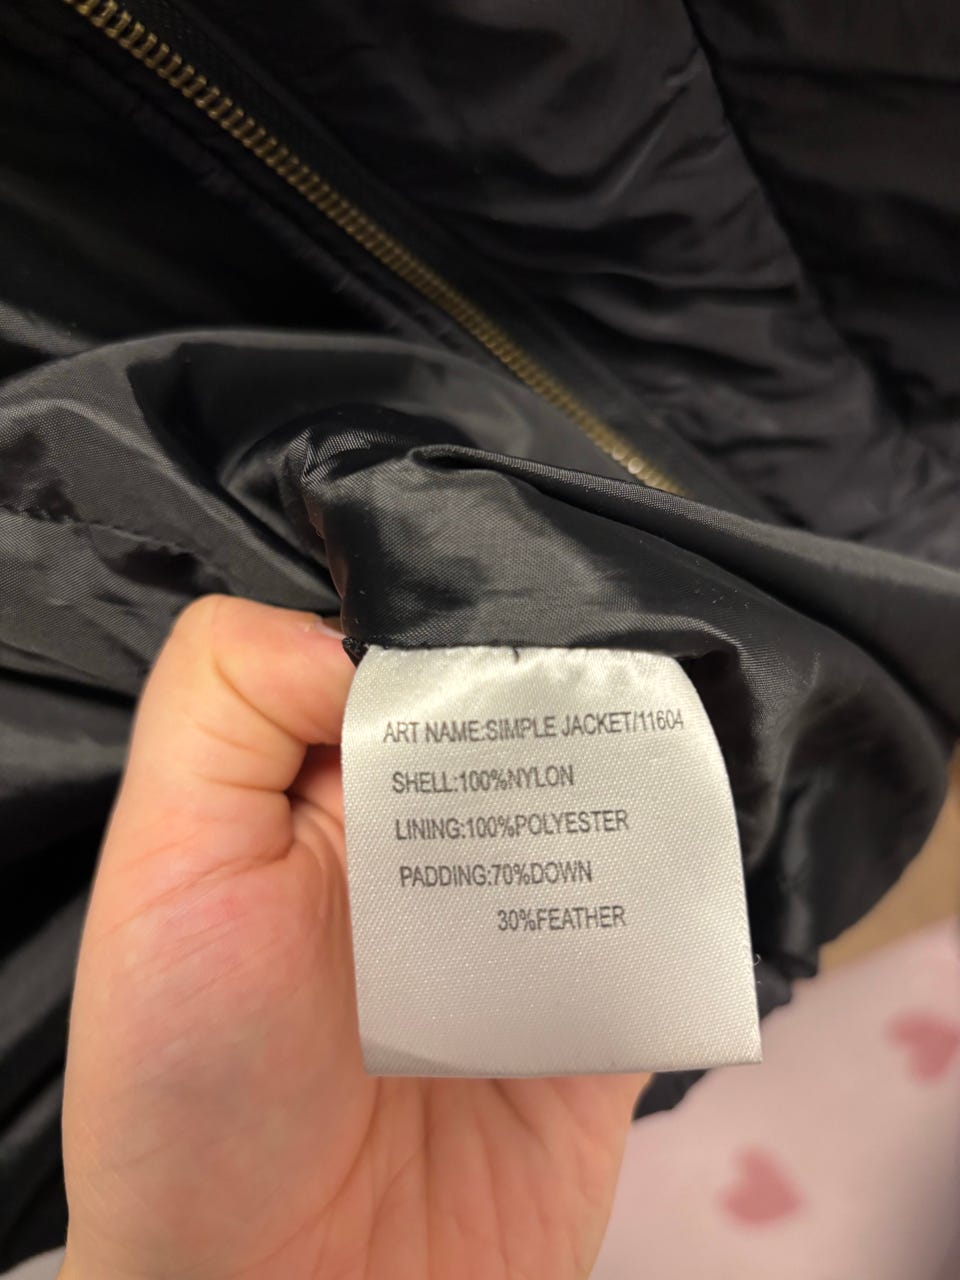 ART NAME:SIMPLE JACKET/11604
SHELL:100%NYLON
LINING:100%POLYESTER
PADDING:70%DOWN
30%FEATHER